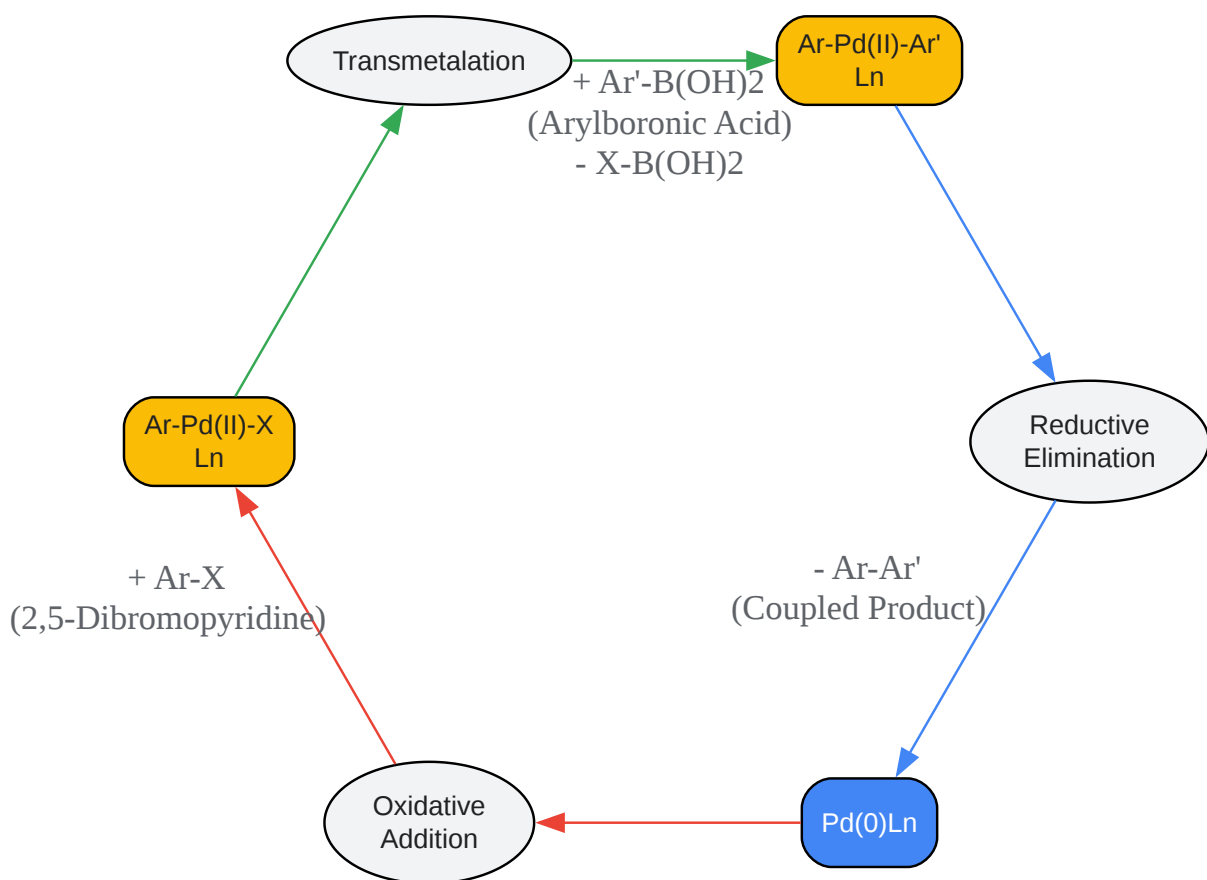 Transmetalation
Ar-Pd(II)-Ar'
Ln
+ Ar'-B(OH)2
(Arylboronic Acid)
- X-B(OH)2
Ar-Pd(II)-X
Ln
Reductive
Elimination
+ Ar-X
(2,5-Dibromopyridine)
- Ar-Ar'
(Coupled Product)
Oxidative
Addition
Pd(0)Ln